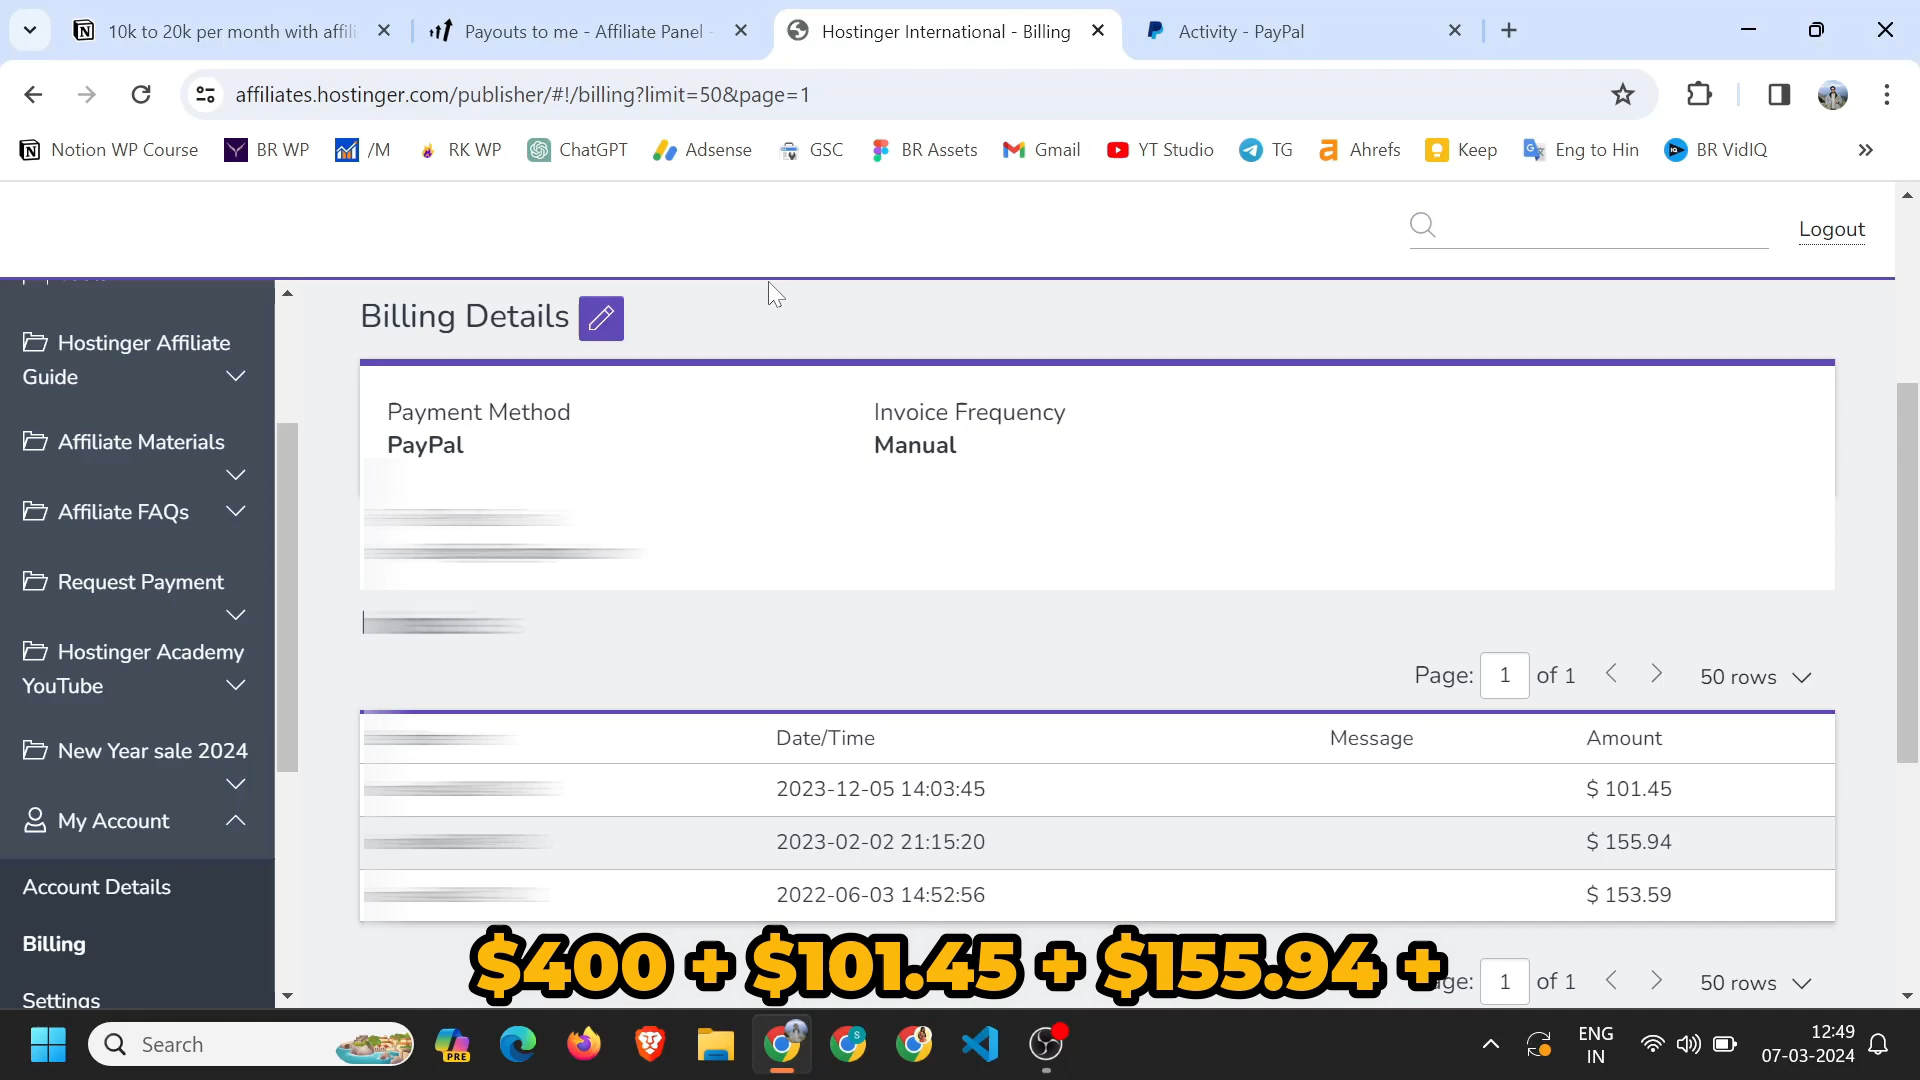 10k to 20k per month with affili
Payouts to me - Affiliate Panel -
Hostinger International - Billing
Activity - PayPal
affiliates.hostinger.com/publisher/#!/billing?limit=50&page=1
Notion WP Course
BR WP
/M
RK WP
ChatGPT
Adsense
GSC
BR Assets
Gmail
YT Studio
TG
Ahrefs
Keep
Eng to Hin
BR VidIQ
Logout
Hostinger Affiliate
Guide
Affiliate Materials
Affiliate FAQs
Request Payment
Hostinger Academy
YouTube
New Year sale 2024
My Account
Account Details
Billing
Settings
Billing Details
Payment Method
PayPal
Invoice Frequency
Manual
Page: 1 of 1
50 rows
Date/Time Message Amount
2023-12-05 14:03:45 $ 101.45
2023-02-02 21:15:20 $ 155.94
2022-06-03 14:52:56 $ 153.59
$400 + $101.45 + $155.94 +
1 of 1
50 rows
Search
PRE
ENG
IN
12:49
07-03-2024